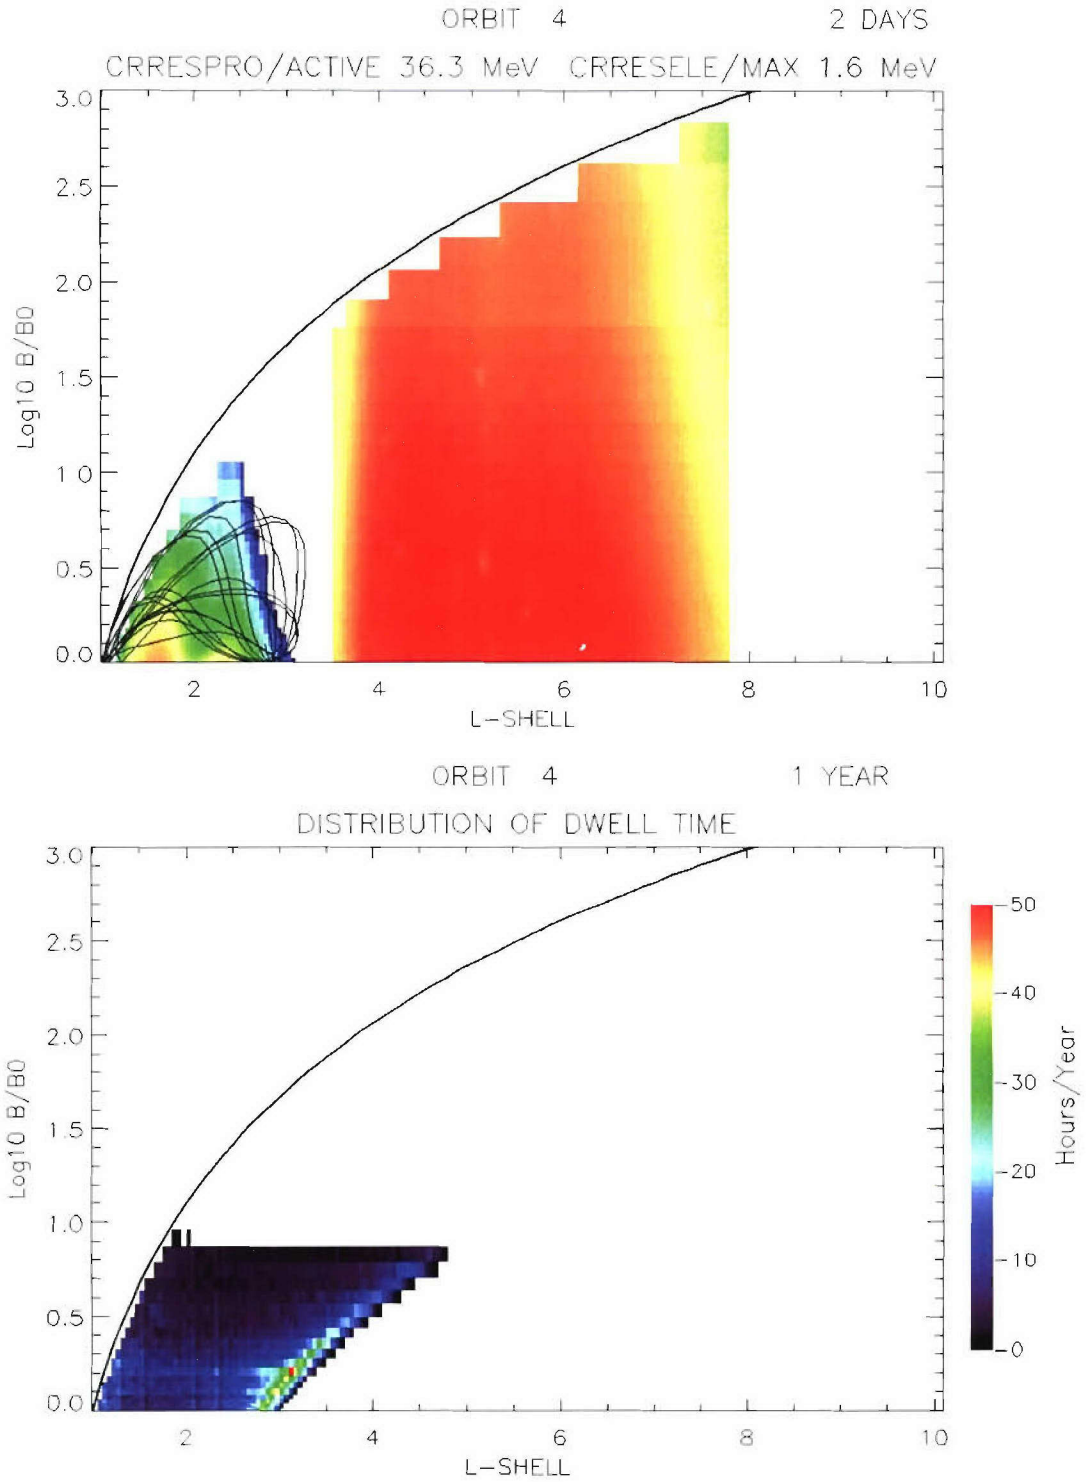 ORBIT 4 2 DAYS
CRRESPRO/ACTIVE 36.3 MeV CRRESELE/MAX 1.6 MeV
3.0
2.5
2.0
1.5
1.0
0.5
0.0
Log10 B/B0
2 4 6 8 10
L-SHELL
ORBIT 4 1 YEAR
DISTRIBUTION OF DWELL TIME
3.0
2.5
2.0
1.5
1.0
0.5
0.0
Log10 B/B0
2 4 6 8 10
L-SHELL
50
40
30
20
10
0
Hours/Year